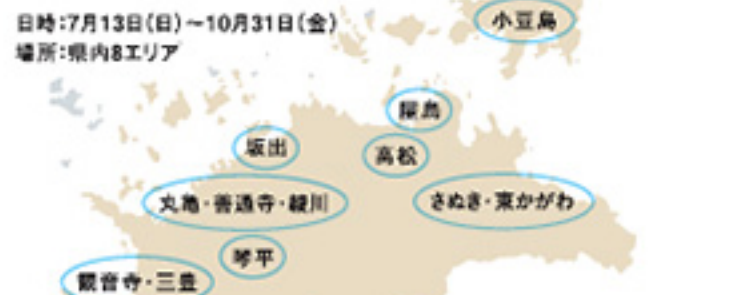 日時:7月13日(日)～10月31日(金)
場所:県内8エリア
小豆島
屋島
坂出
高松
丸亀・善通寺・綾川
さぬき・東かがわ
琴平
観音寺・三豊